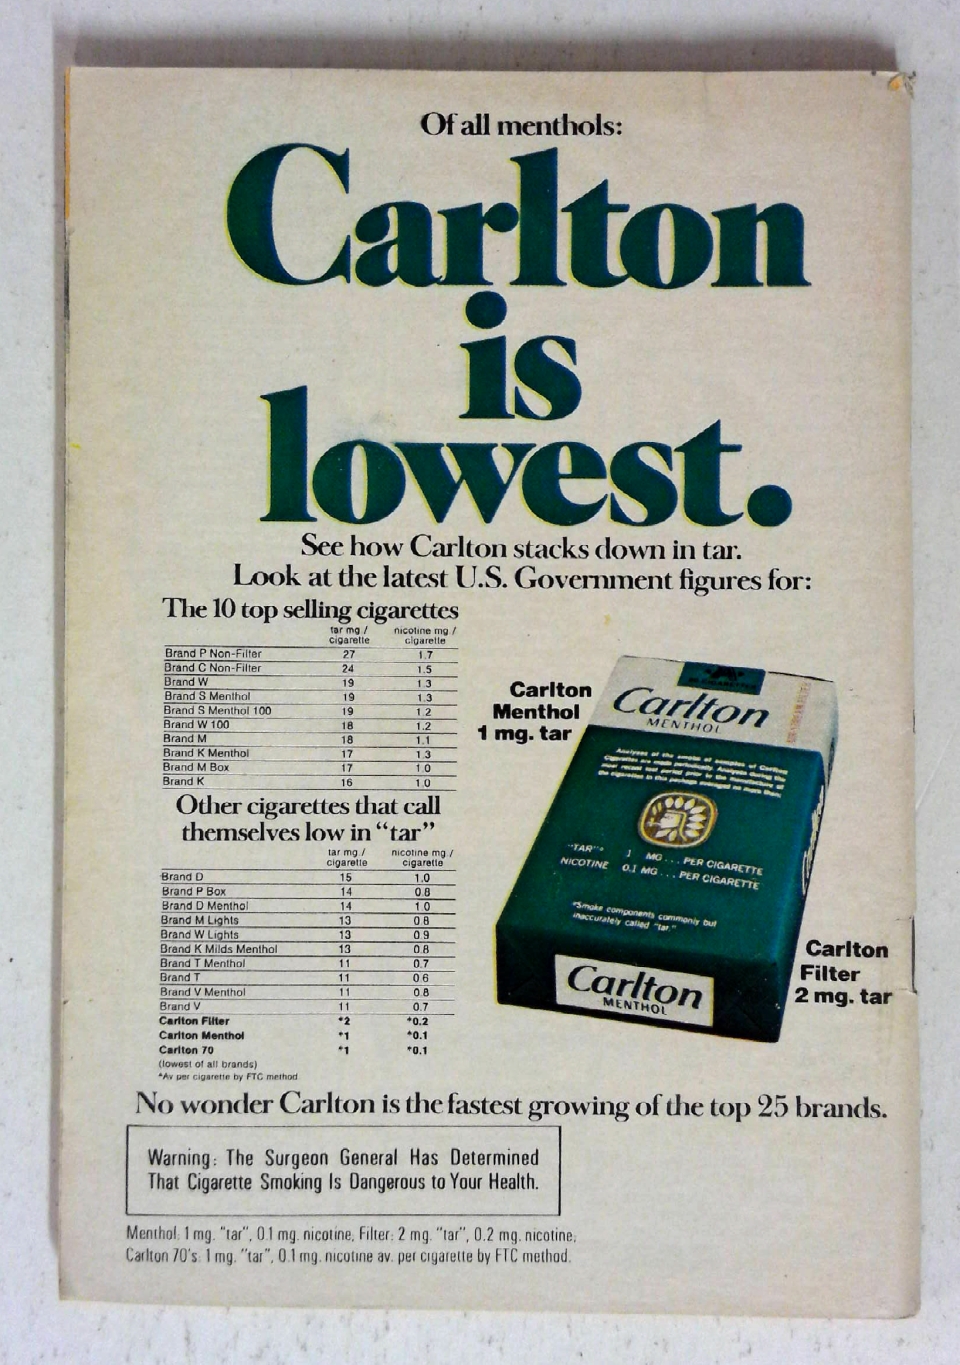 Of all menthols:
Carlton
is
lowest.
See how Carlton stacks down in tar.
Look at the latest U.S. Government figures for:
The 10 top selling cigarettes
tar mg / nicotine mg /
cigarette cigarette
Brand P Non-Filter 27 1.7
Brand C Non-Filter 24 1.5
Brand W 19 1.3
Brand S Menthol 19 1.3
Brand S Menthol 100 19 1.2
Brand W 100 18 1.2
Brand M 18 1.1
Brand K Menthol 17 1.3
Brand M Box 17 1.0
Brand K 16 1.0
Other cigarettes that call
themselves low in "tar"
tar mg / nicotine mg /
cigarette cigarette
Brand D 15 1.0
Brand P Box 14 0.8
Brand D Menthol 14 1.0
Brand M Lights 13 0.8
Brand W Lights 13 0.9
Brand K Milds Menthol 13 0.8
Brand T Menthol 11 0.7
Brand T 11 0.6
Brand V Menthol 11 0.8
Brand V 11 0.7
Carlton Filter *2 *0.2
Carlton Menthol *1 *0.1
Carlton 70 *1 *0.1
(lowest of all brands)
*Av per cigarette by FTC method
Carlton
Menthol
1 mg. tar
Carlton
MENTHOL
"TAR"* 1 MG... PER CIGARETTE
NICOTINE 0.1 MG... PER CIGARETTE
*Smoke components commonly but
inaccurately called "tar."
Carlton
MENTHOL
Carlton
Filter
2 mg. tar
No wonder Carlton is the fastest growing of the top 25 brands.
Warning: The Surgeon General Has Determined
That Cigarette Smoking Is Dangerous to Your Health.
Menthol: 1 mg. "tar", 0.1 mg. nicotine; Filter: 2 mg. "tar", 0.2 mg. nicotine;
Carlton 70's: 1 mg. "tar", 0.1 mg. nicotine av. per cigarette by FTC method.